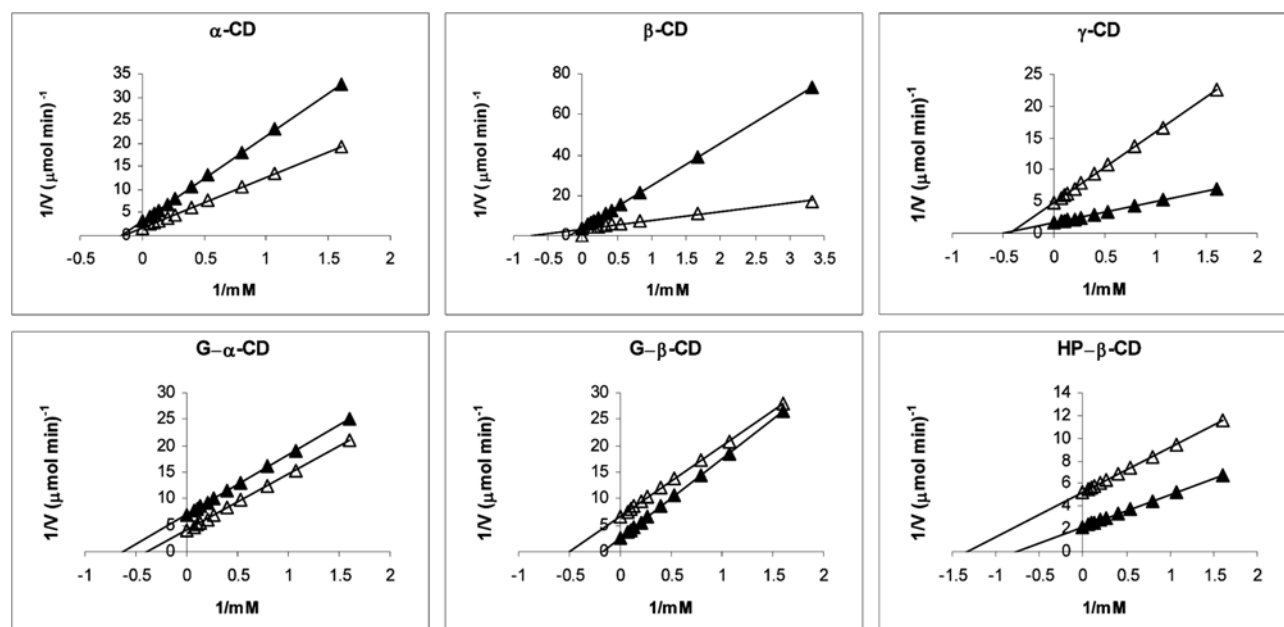 α-CD
1/V (μmol min)⁻¹
35
30
25
20
15
10
5
0
-0.5 0 0.5 1 1.5 2
1/mM
β-CD
1/V (μmol min)⁻¹
80
60
40
20
0
-1 -0.5 0 0.5 1 1.5 2 2.5 3 3.5
1/mM
γ-CD
1/V (μmol min)⁻¹
25
20
15
10
5
0
-1 -0.5 0 0.5 1 1.5 2
1/mM
G–α-CD
1/V (μmol min)⁻¹
30
25
20
15
10
5
0
-1 -0.5 0 0.5 1 1.5 2
1/mM
G–β-CD
1/V (μmol min)⁻¹
30
25
20
15
10
5
0
-1 -0.5 0 0.5 1 1.5 2
1/mM
HP–β-CD
1/V (μmol min)⁻¹
14
12
10
8
6
4
2
0
-1.5 -1 -0.5 0 0.5 1 1.5 2
1/mM